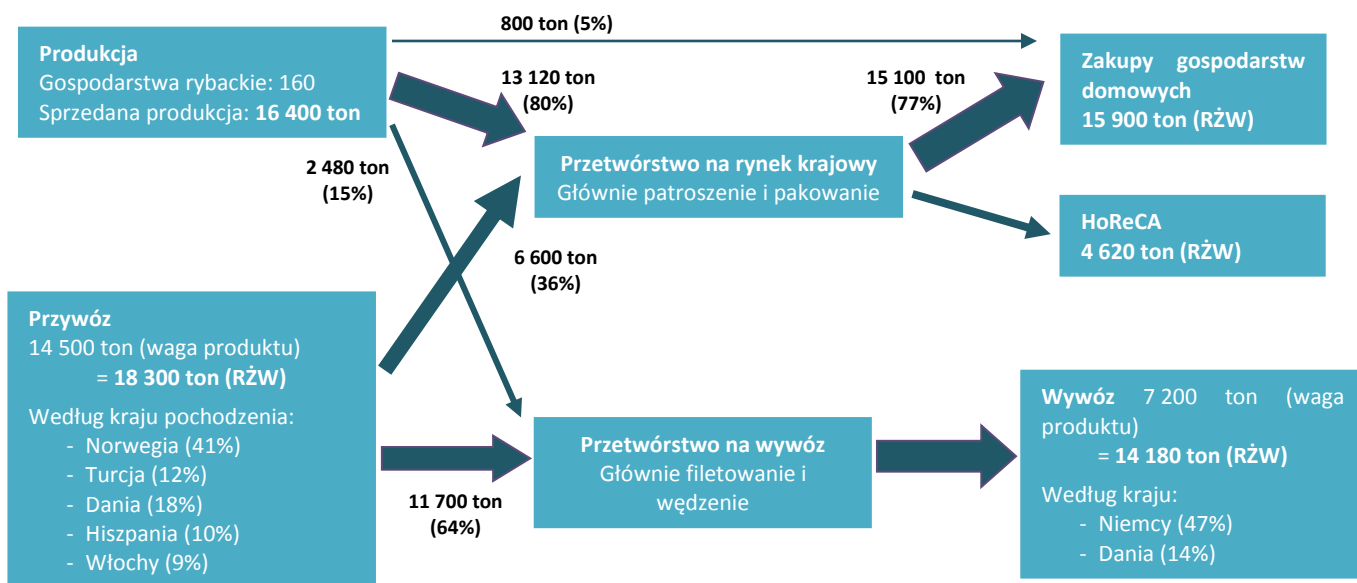 800 ton (5%)
Produkcja
Gospodarstwa rybackie: 160
Sprzedana produkcja: 16 400 ton
13 120 ton
(80%)
15 100 ton
(77%)
Zakupy gospodarstw
domowych
15 900 ton (RŻW)
2 480 ton
(15%)
Przetwórstwo na rynek krajowy
Głównie patroszenie i pakowanie
HoReCA
4 620 ton (RŻW)
6 600 ton
(36%)
Przywóz
14 500 ton (waga produktu)
= 18 300 ton (RŻW)
Według kraju pochodzenia:
- Norwegia (41%)
- Turcja (12%)
- Dania (18%)
- Hiszpania (10%)
- Włochy (9%)
11 700 ton
(64%)
Przetwórstwo na wywóz
Głównie filetowanie i
wędzenie
Wywóz 7 200 ton (waga
produktu)
= 14 180 ton (RŻW)
Według kraju:
- Niemcy (47%)
- Dania (14%)